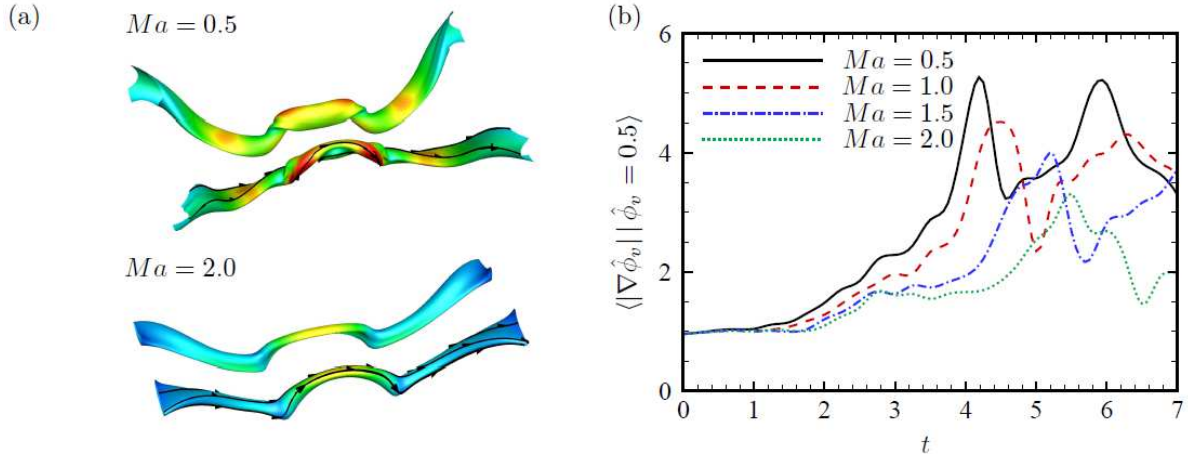 (a)
Ma = 0.5
Ma = 2.0
(b)
⟨|∇φ̂ᵥ| | φ̂ᵥ = 0.5⟩
6
4
2
0
Ma = 0.5
Ma = 1.0
Ma = 1.5
Ma = 2.0
0 1 2 3 4 5 6 7
t